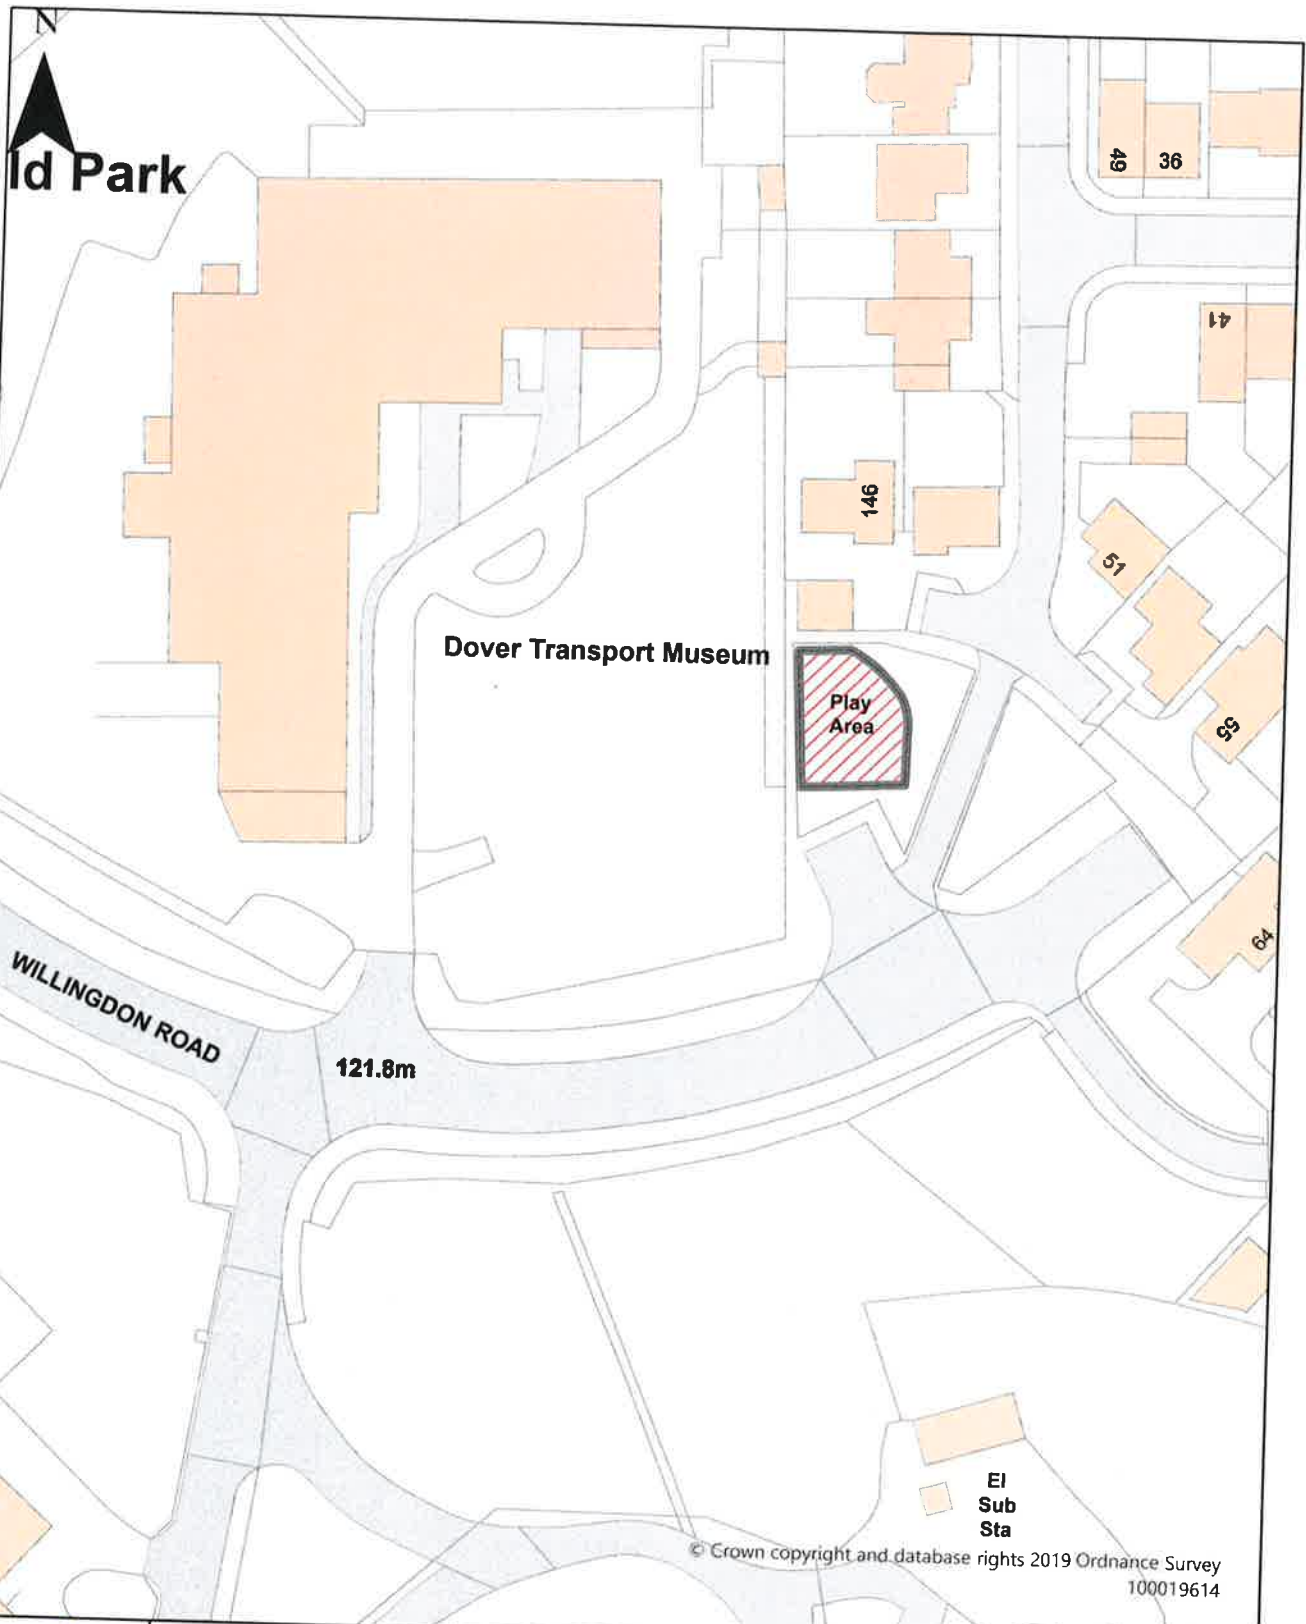 N
ld Park
49
36
41
146
51
Dover Transport Museum
Play
Area
55
64
WILLINGDON ROAD
121.8m
El
Sub
Sta
© Crown copyright and database rights 2019 Ordnance Survey
100019614